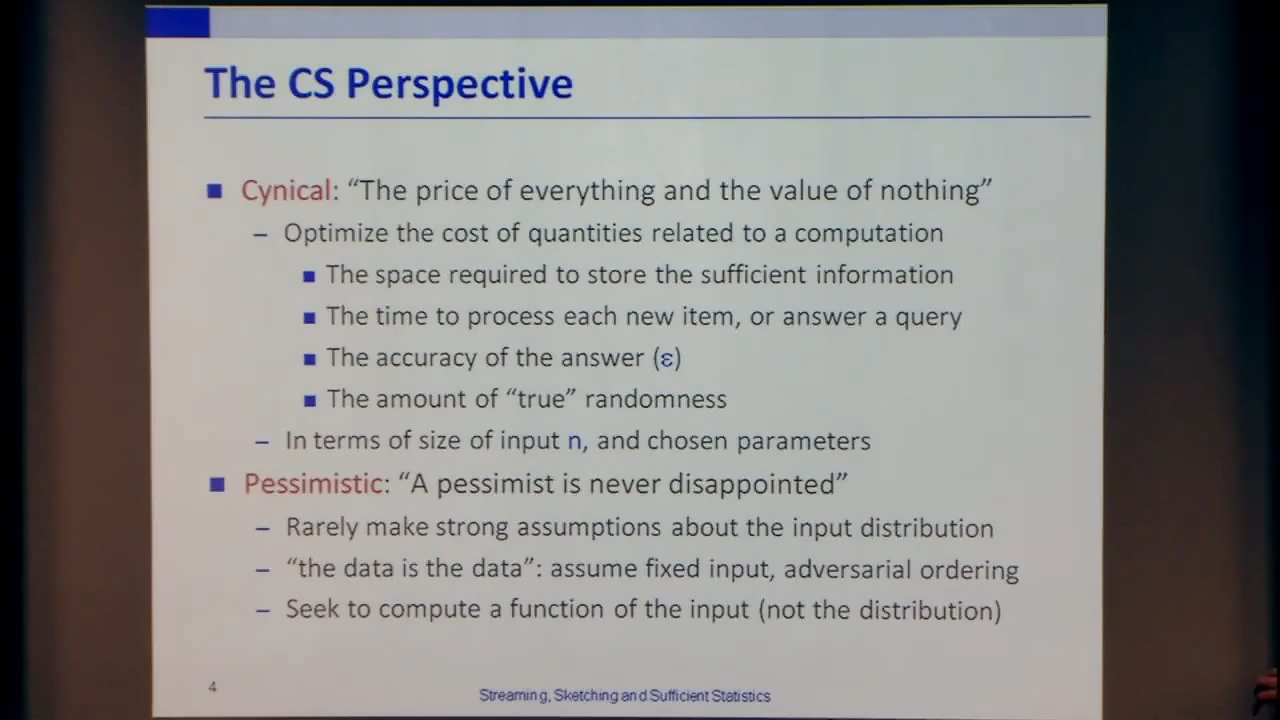 The CS Perspective
■ Cynical: “The price of everything and the value of nothing”
– Optimize the cost of quantities related to a computation
■ The space required to store the sufficient information
■ The time to process each new item, or answer a query
■ The accuracy of the answer (ε)
■ The amount of “true” randomness
– In terms of size of input n, and chosen parameters
■ Pessimistic: “A pessimist is never disappointed”
– Rarely make strong assumptions about the input distribution
– “the data is the data”: assume fixed input, adversarial ordering
– Seek to compute a function of the input (not the distribution)
4
Streaming, Sketching and Sufficient Statistics